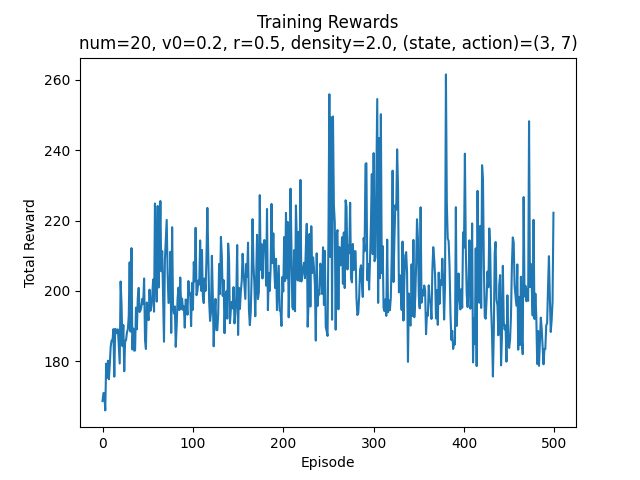 Training Rewards
num=20, v0=0.2, r=0.5, density=2.0, (state, action)=(3, 7)
260
240
220
200
180
Total Reward
0
100
200
300
400
500
Episode